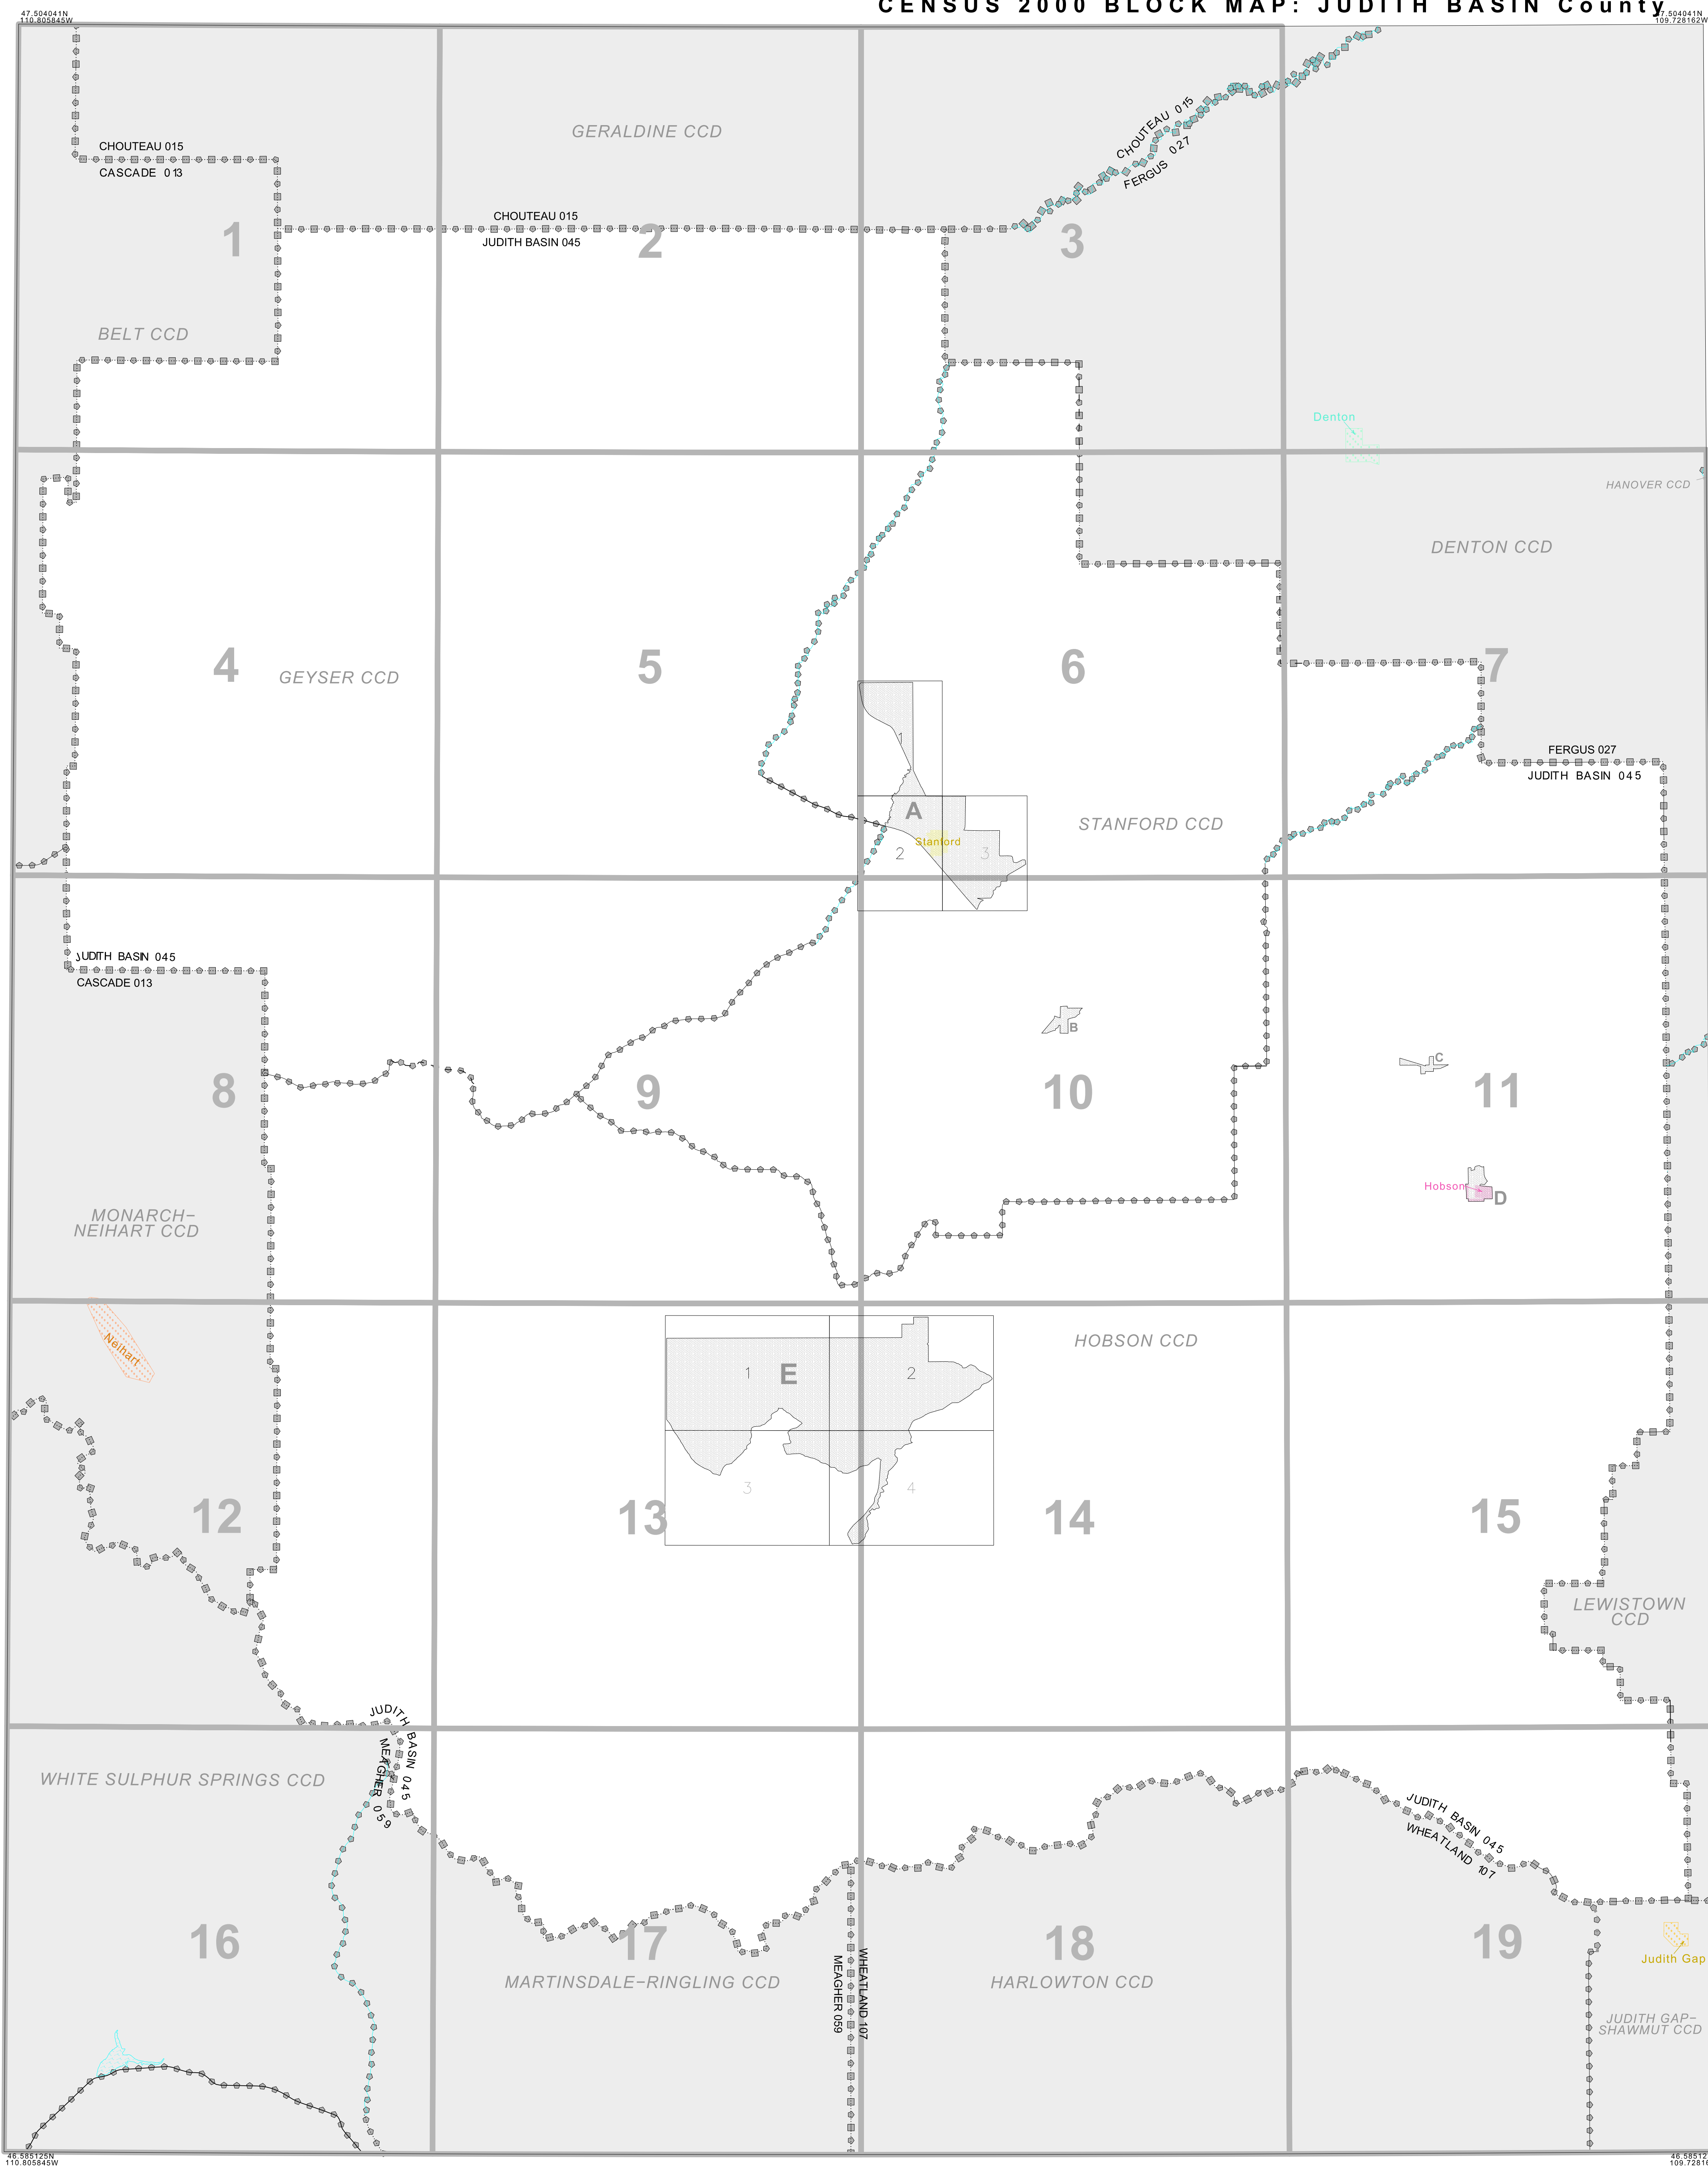 CENSUS 2000 BLOCK MAP: JUDITH BASIN County
47.504041N
110.805845W
47.504041N
109.728162W
GERALDINE CCD
CHOUTEAU 015
CASCADE 013
CHOUTEAU 015
FERGUS 027
CHOUTEAU 015
JUDITH BASIN 045
1
2
3
BELT CCD
Denton
HANOVER CCD
DENTON CCD
4
GEYSER CCD
5
6
7
1
FERGUS 027
JUDITH BASIN 045
A
STANFORD CCD
Stanford
2
3
JUDITH BASIN 045
CASCADE 013
B
C
8
9
10
11
Hobson
D
MONARCH-
NEIHART CCD
Neihart
HOBSON CCD
1
E
2
3
4
12
13
14
15
LEWISTOWN
CCD
JUDITH BASIN 045
MEAGHER 059
WHITE SULPHUR SPRINGS CCD
JUDITH BASIN 045
WHEATLAND 107
16
17
18
19
MEAGHER 059
WHEATLAND 107
Judith Gap
MARTINSDALE-RINGLING CCD
HARLOWTON CCD
JUDITH GAP-
SHAWMUT CCD
46.585125N
110.805845W
46.58512
109.7281